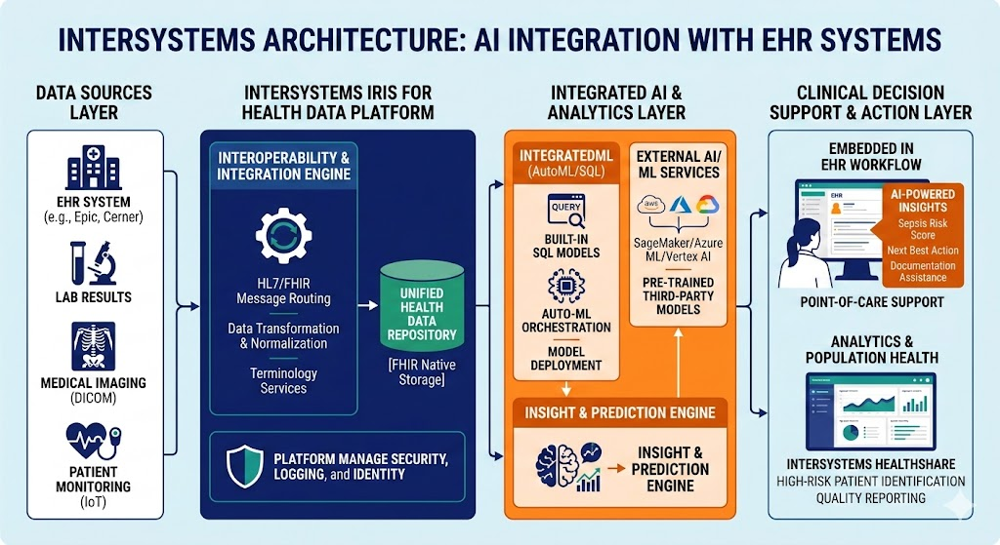 INTERSYSTEMS ARCHITECTURE: AI INTEGRATION WITH EHR SYSTEMS
DATA SOURCES
LAYER
EHR SYSTEM
(e.g., Epic, Cerner)
LAB RESULTS
MEDICAL IMAGING
(DICOM)
PATIENT
MONITORING
(IoT)
INTERSYSTEMS IRIS FOR
HEALTH DATA PLATFORM
INTEROPERABILITY &
INTEGRATION ENGINE
HL7/FHIR
Message Routing
Data Transformation
& Normalization
Terminology
Services
UNIFIED
HEALTH
DATA
REPOSITORY
[FHIR Native
Storage]
PLATFORM MANAGE SECURITY,
LOGGING, and IDENTITY
INTEGRATED AI &
ANALYTICS LAYER
INTEGRATEDML
(AutoML/SQL)
QUERY
BUILT-IN
SQL MODELS
AUTO-ML
ORCHESTRATION
MODEL
DEPLOYMENT
EXTERNAL AI/
ML SERVICES
aws
SageMaker/Azure
ML/Vertex AI
PRE-TRAINED
THIRD-PARTY
MODELS
INSIGHT & PREDICTION ENGINE
INSIGHT &
PREDICTION
ENGINE
CLINICAL DECISION
SUPPORT & ACTION LAYER
EMBEDDED IN
EHR WORKFLOW
EHR
AI-POWERED
INSIGHTS
Sepsis Risk
Score
Next Best Action
Documentation
Assistance
POINT-OF-CARE SUPPORT
ANALYTICS &
POPULATION HEALTH
INTERSYSTEMS HEALTHSHARE
HIGH-RISK PATIENT IDENTIFICATION
QUALITY REPORTING